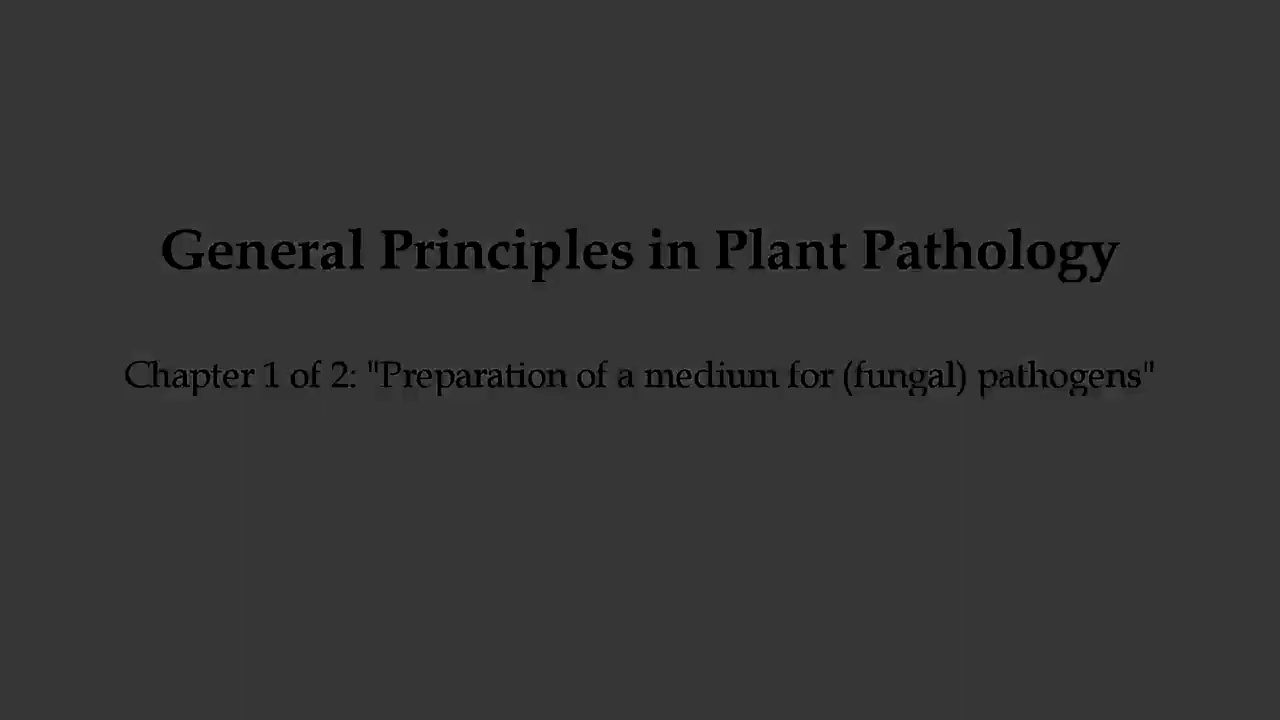 General Principles in Plant Pathology
Chapter 1 of 2: "Preparation of a medium for (fungal) pathogens"